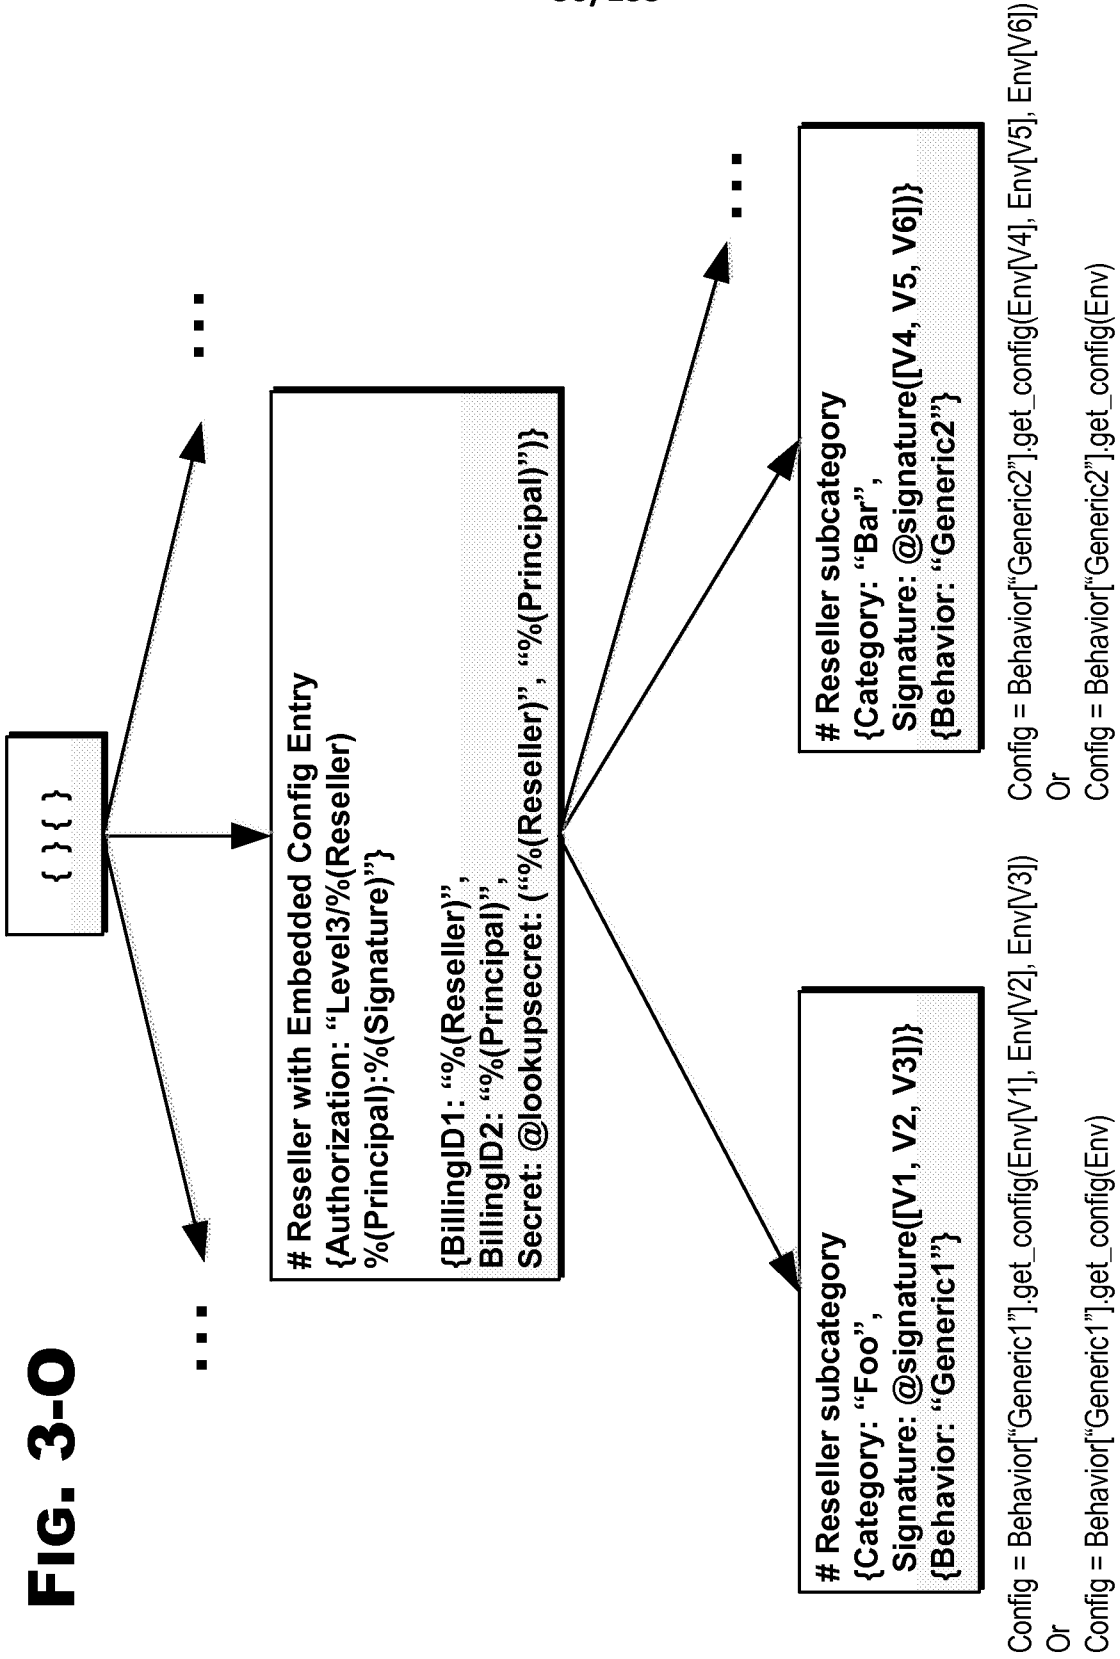 FIG. 3-O
{ } { }
...
...
# Reseller with Embedded Config Entry
{Authorization: “Level3/%(Reseller)
%(Principal):%(Signature)”}
{BillingID1: “%(Reseller)”,
BillingID2: “%(Principal)”,
Secret: @lookupsecret: (“%(Reseller)”, “%(Principal)”)}
...
# Reseller subcategory
{Category: “Foo”,
Signature: @signature([V1, V2, V3])}
{Behavior: “Generic1”}
Config = Behavior[“Generic1”].get_config(Env[V1], Env[V2], Env[V3])
Or
Config = Behavior[“Generic1”].get_config(Env)
# Reseller subcategory
{Category: “Bar”,
Signature: @signature([V4, V5, V6])}
{Behavior: “Generic2”}
Config = Behavior[“Generic2”].get_config(Env[V4], Env[V5], Env[V6])
Or
Config = Behavior[“Generic2”].get_config(Env)